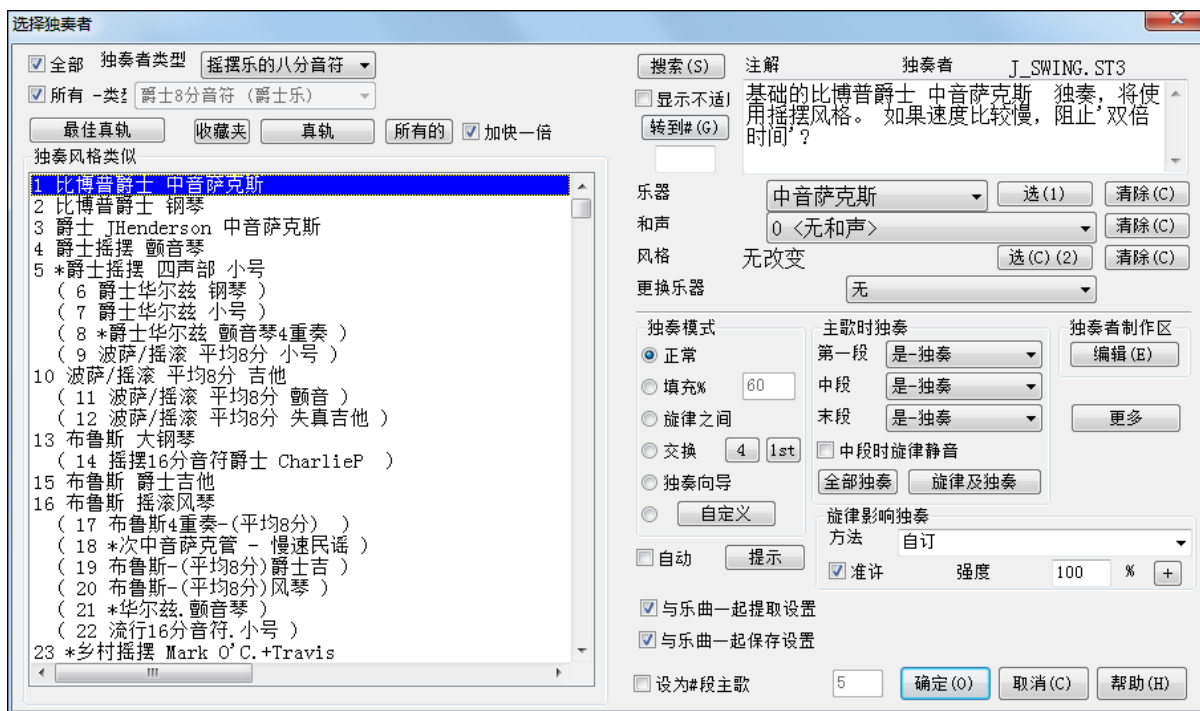 选择独奏者
全部 独奏者类型 摇摆乐的八分音符
所有 -类型 爵士8分音符 (爵士乐)
最佳真轨 收藏夹 真轨 所有的 加快一倍
独奏风格类似
1 比博普爵士 中音萨克斯
2 比博普爵士 钢琴
3 爵士 JHenderson 中音萨克斯
4 爵士摇摆 颤音琴
5 *爵士摇摆 四声部 小号
( 6 爵士华尔兹 钢琴 )
( 7 爵士华尔兹 小号 )
( 8 *爵士华尔兹 颤音琴4重奏 )
( 9 波萨/摇滚 平均8分 小号 )
10 波萨/摇滚 平均8分 吉他
( 11 波萨/摇滚 平均8分 颤音 )
( 12 波萨/摇滚 平均8分 失真吉他 )
13 布鲁斯 大钢琴
( 14 摇摆16分音符爵士 CharlieP )
15 布鲁斯 爵士吉他
16 布鲁斯 摇滚风琴
( 17 布鲁斯4重奏-(平均8分) )
( 18 *次中音萨克管 - 慢速民谣 )
( 19 布鲁斯-(平均8分)爵士吉 )
( 20 布鲁斯-(平均8分)风琴 )
( 21 *华尔兹.颤音琴 )
( 22 流行16分音符.小号 )
23 *乡村摇摆 Mark O'C.+Travis
搜索(S) 注解 独奏者 J_SWING.ST3
显示不适
转到#(G)
基础的比博普爵士 中音萨克斯 独奏,将使
用摇摆风格。 如果速度比较慢,阻止'双倍
时间'?
乐器 中音萨克斯 选(1) 清除(C)
和声 0 <无和声> 清除(C)
风格 无改变 选(C)(2) 清除(C)
更换乐器 无
独奏模式
正常
填充% 60
旋律之间
交换 4 1st
独奏向导
自定义
自动 提示
主歌时独奏
第一段 是-独奏
中段 是-独奏
末段 是-独奏
中段时旋律静音
全部独奏 旋律及独奏
独奏者制作区
编辑(E)
更多
旋律影响独奏
方法 自订
准许 强度 100 % +
与乐曲一起提取设置
与乐曲一起保存设置
设为#段主歌 5 确定(O) 取消(C) 帮助(H)